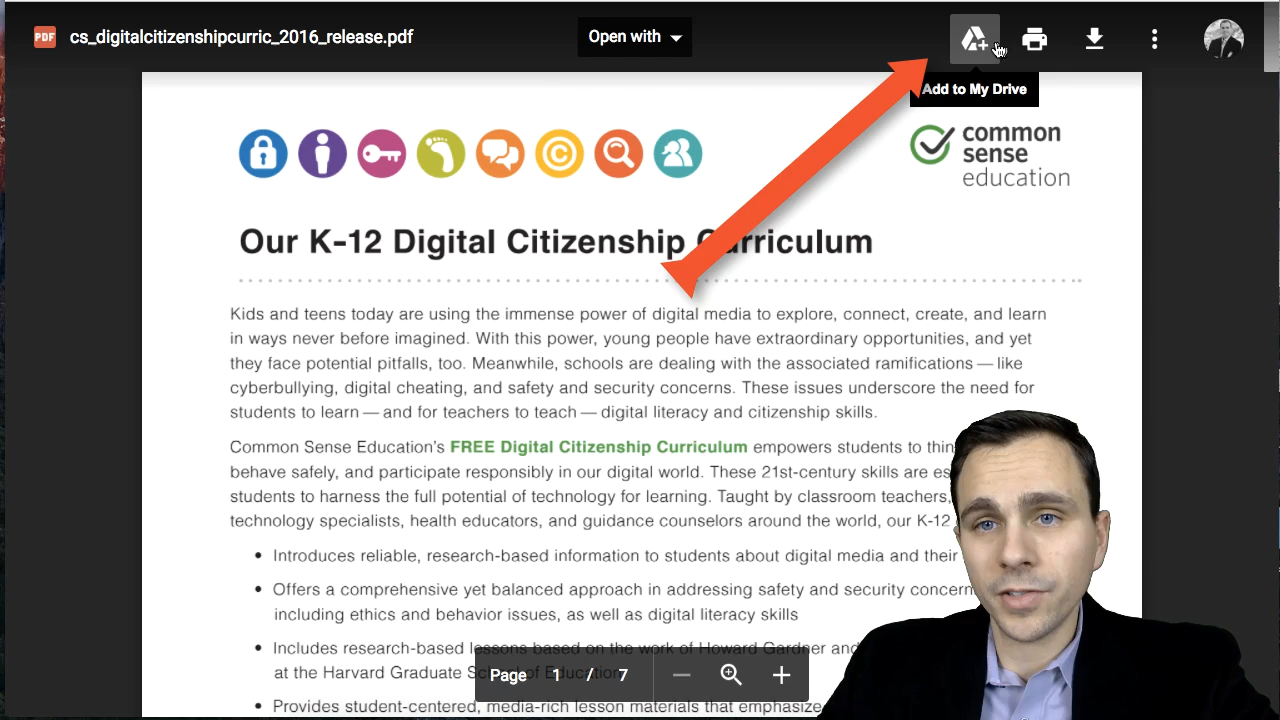 PDF cs_digitalcitizenshipcurric_2016_release.pdf
Open with
Add to My Drive
common
sense
education
Our K-12 Digital Citizenship Curriculum
Kids and teens today are using the immense power of digital media to explore, connect, create, and learn
in ways never before imagined. With this power, young people have extraordinary opportunities, and yet
they face potential pitfalls, too. Meanwhile, schools are dealing with the associated ramifications — like
cyberbullying, digital cheating, and safety and security concerns. These issues underscore the need for
students to learn — and for teachers to teach — digital literacy and citizenship skills.
Common Sense Education's FREE Digital Citizenship Curriculum empowers students to
behave safely, and participate responsibly in our digital world. These 21st-century skills are
students to harness the full potential of technology for learning. Taught by classroom teachers,
technology specialists, health educators, and guidance counselors around the world, our K-12
• Introduces reliable, research-based information to students about digital media and their
• Offers a comprehensive yet balanced approach in addressing safety and security
including ethics and behavior issues, as well as digital literacy skills
• Includes research-based lessons based on the work of Howard Gardner and
at the Harvard Graduate School of Education
• Provides student-centered, media-rich lesson materials that emphasize
Page 1 / 7